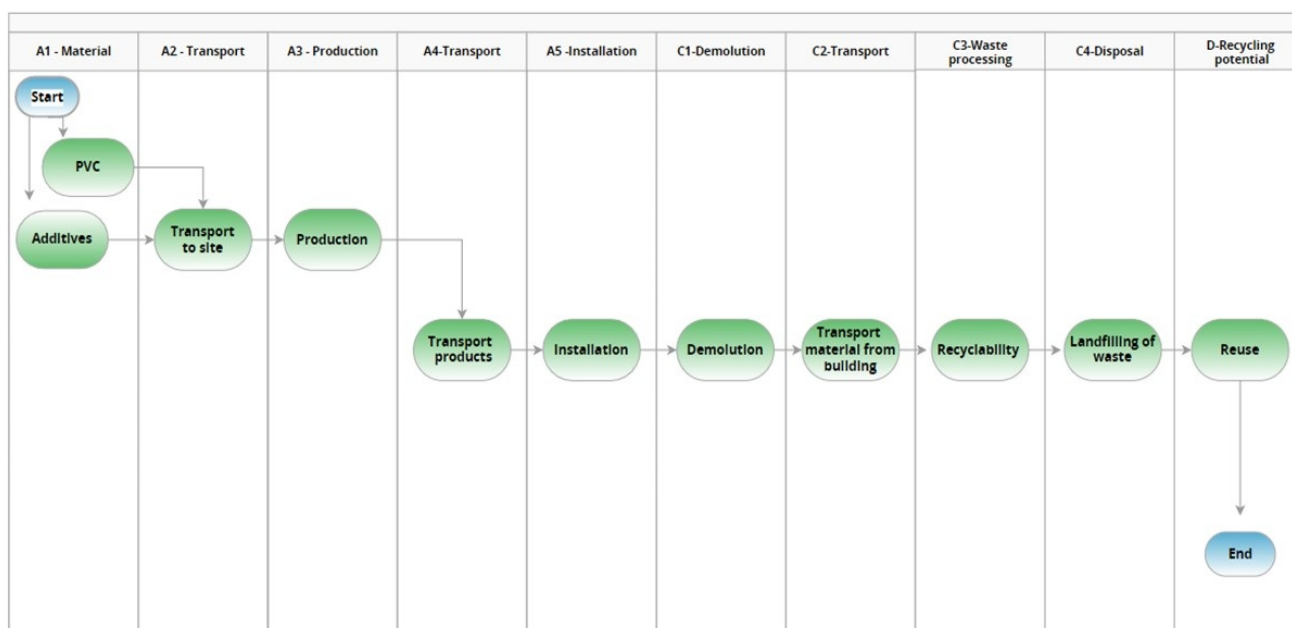 A1 - Material
A2 - Transport
A3 - Production
A4-Transport
A5 -Installation
C1-Demolution
C2-Transport
C3-Waste
processing
C4-Disposal
D-Recycling
potential
Start
PVC
Additives
Transport
to site
Production
Transport
products
Installation
Demolution
Transport
material from
building
Recyclability
Landfilling of
waste
Reuse
End